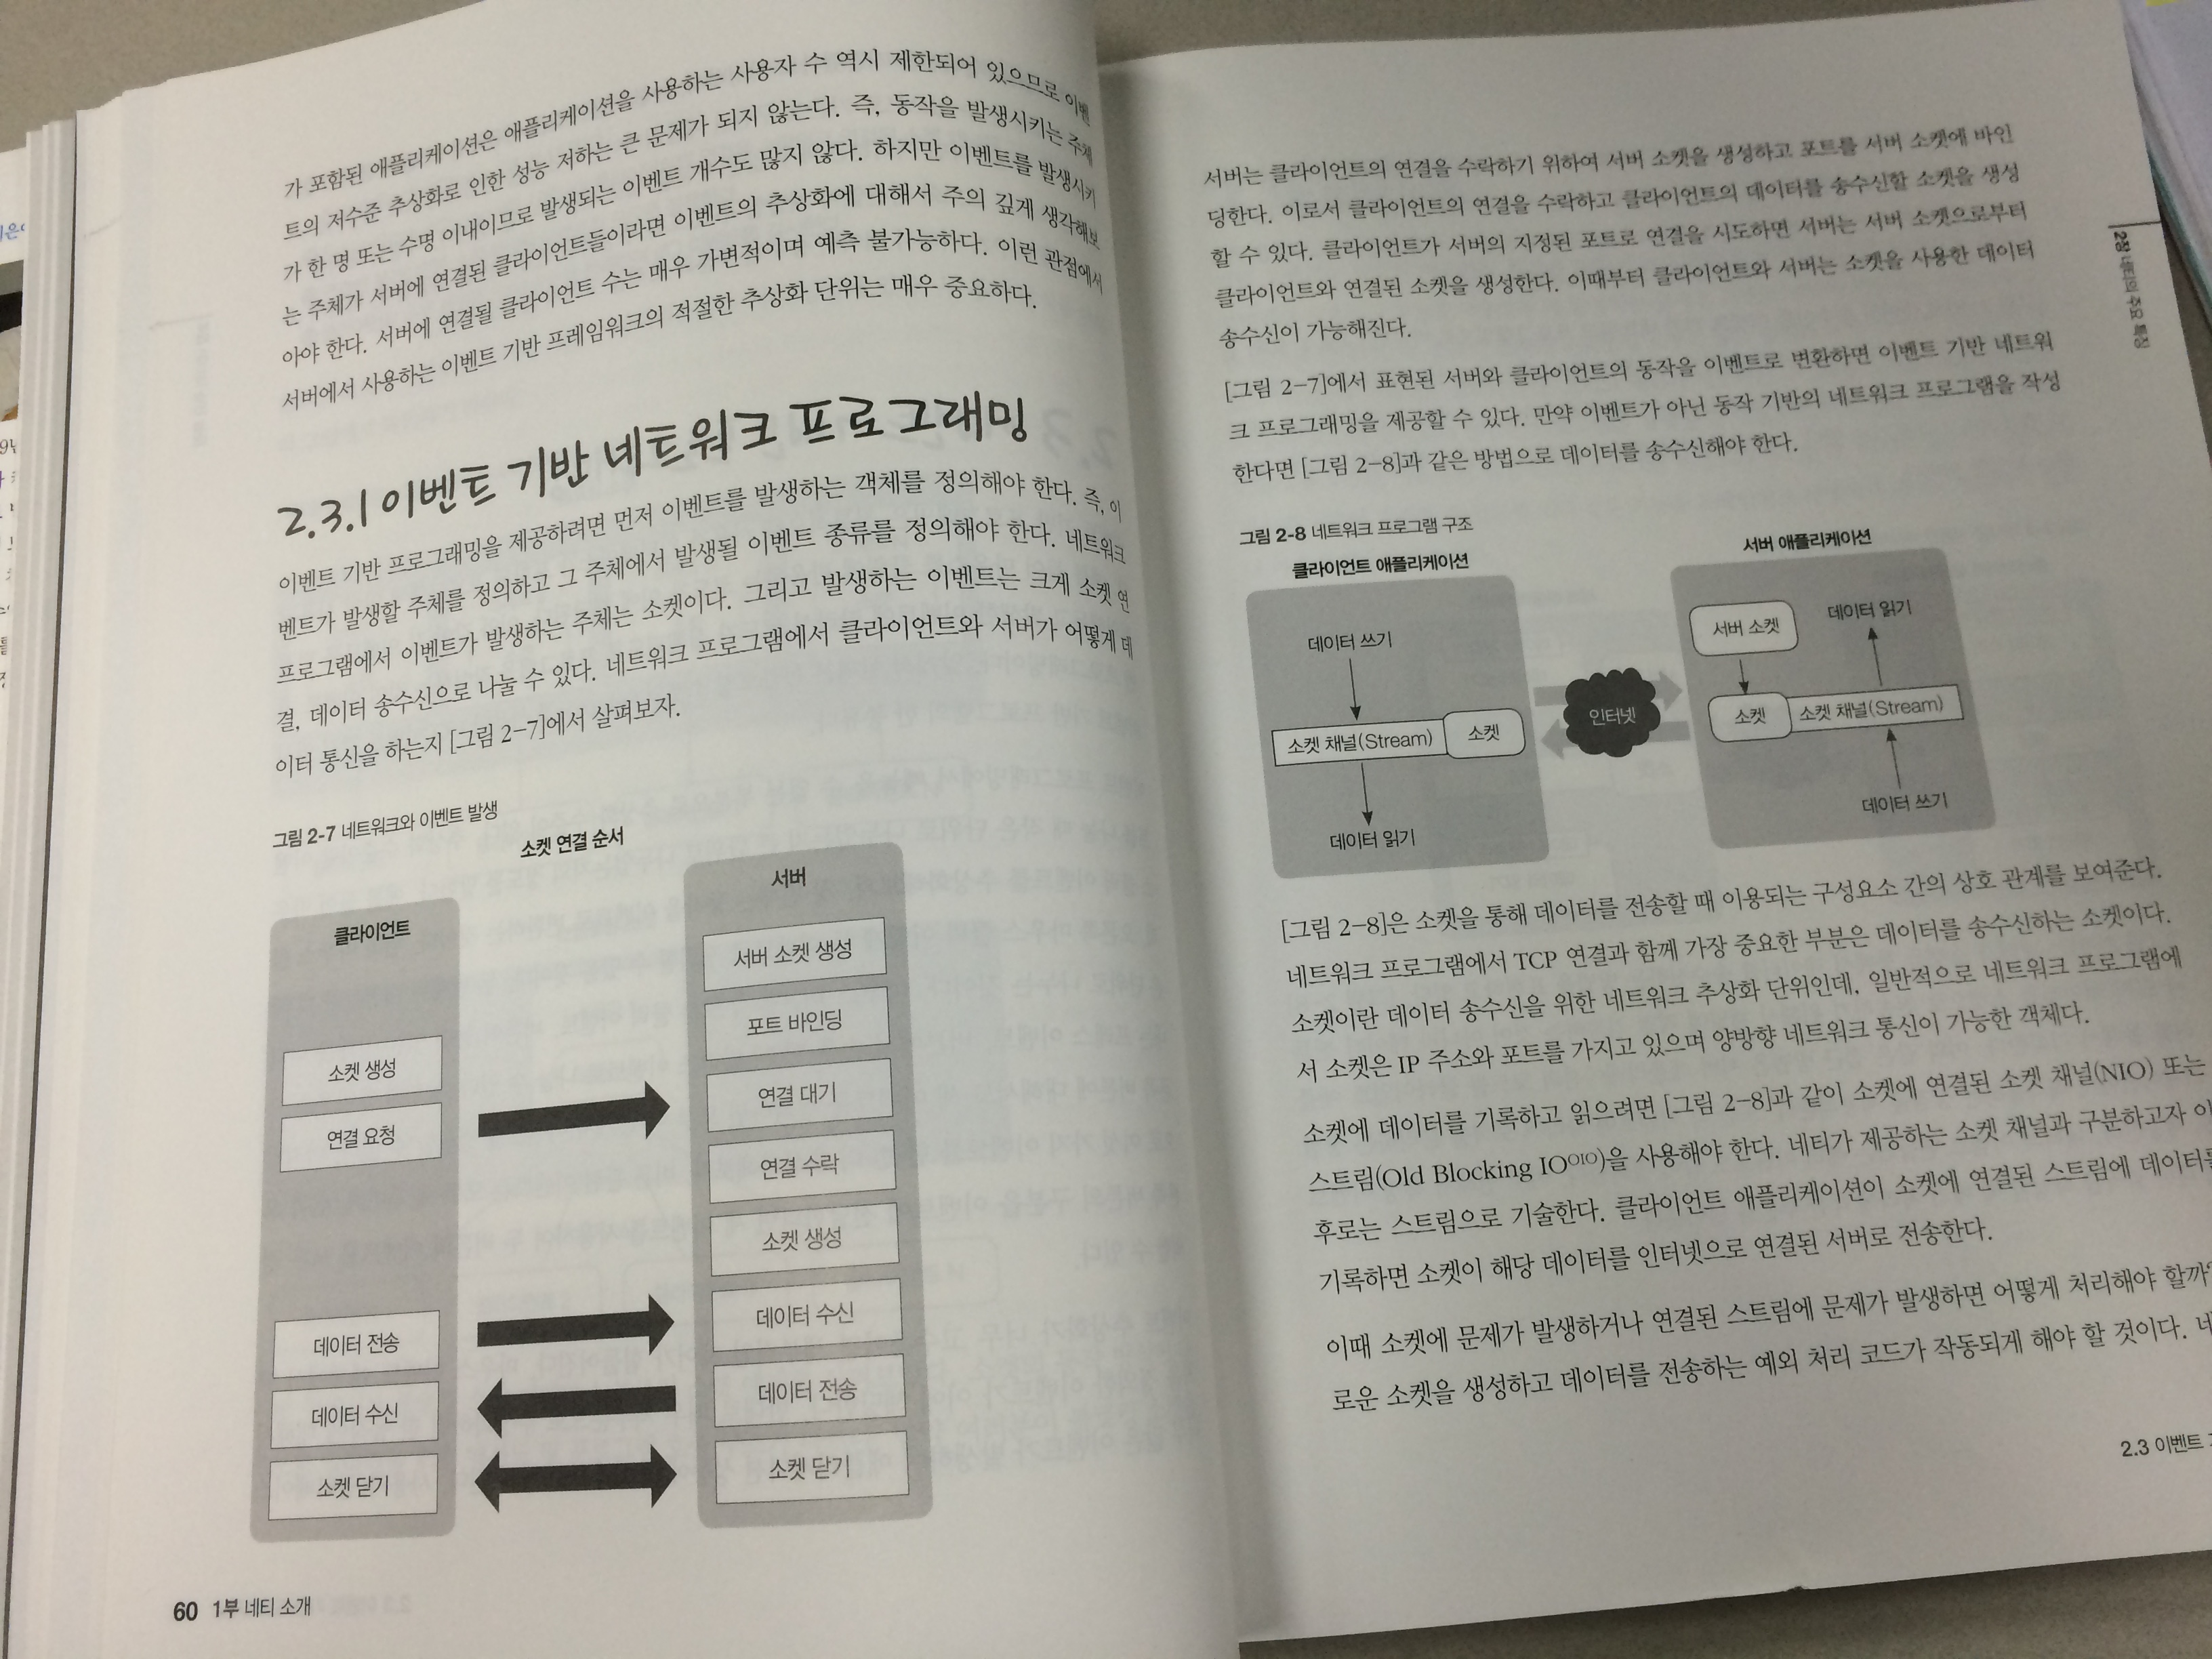 가 포함된 애플리케이션은 애플리케이션을 사용하는 사용자 수 역시 제한되어 있으므로 이벤
트의 저수준 추상화로 인한 성능 저하는 큰 문제가 되지 않는다. 즉, 동작을 발생시키는 주체
가 한 명 또는 수명 이내이므로 발생되는 이벤트 개수도 많지 않다. 하지만 이벤트를 발생시키
는 주체가 서버에 연결된 클라이언트들이라면 이벤트의 추상화에 대해서 주의 깊게 생각해보
아야 한다. 서버에 연결될 클라이언트 수는 매우 가변적이며 예측 불가능하다. 이런 관점에서
서버에서 사용하는 이벤트 기반 프레임워크의 적절한 추상화 단위는 매우 중요하다.
2.3.1 이벤트 기반 네트워크 프로그래밍
이벤트 기반 프로그래밍을 제공하려면 먼저 이벤트를 발생하는 객체를 정의해야 한다. 즉, 이
벤트가 발생할 주체를 정의하고 그 주체에서 발생될 이벤트 종류를 정의해야 한다. 네트워크
프로그램에서 이벤트가 발생하는 주체는 소켓이다. 그리고 발생하는 이벤트는 크게 소켓 연
결, 데이터 송수신으로 나눌 수 있다. 네트워크 프로그램에서 클라이언트와 서버가 어떻게 데
이터 통신을 하는지 [그림 2-7]에서 살펴보자.
그림 2-7 네트워크와 이벤트 발생
소켓 연결 순서
클라이언트
소켓 생성
연결 요청
데이터 전송
데이터 수신
소켓 닫기
서버
서버 소켓 생성
포트 바인딩
연결 대기
연결 수락
소켓 생성
데이터 수신
데이터 전송
소켓 닫기
60 1부 네티 소개
서버는 클라이언트의 연결을 수락하기 위하여 서버 소켓을 생성하고 포트를 서버 소켓에 바인
딩한다. 이로서 클라이언트의 연결을 수락하고 클라이언트의 데이터를 송수신할 소켓을 생성
할 수 있다. 클라이언트가 서버의 지정된 포트로 연결을 시도하면 서버는 서버 소켓으로부터
클라이언트와 연결된 소켓을 생성한다. 이때부터 클라이언트와 서버는 소켓을 사용한 데이터
송수신이 가능해진다.
[그림 2-7]에서 표현된 서버와 클라이언트의 동작을 이벤트로 변환하면 이벤트 기반 네트워
크 프로그래밍을 제공할 수 있다. 만약 이벤트가 아닌 동작 기반의 네트워크 프로그램을 작성
한다면 [그림 2-8]과 같은 방법으로 데이터를 송수신해야 한다.
그림 2-8 네트워크 프로그램 구조
클라이언트 애플리케이션
데이터 쓰기
소켓 채널(Stream)
소켓
데이터 읽기
인터넷
서버 애플리케이션
서버 소켓
데이터 읽기
소켓
소켓 채널(Stream)
데이터 쓰기
[그림 2-8]은 소켓을 통해 데이터를 전송할 때 이용되는 구성요소 간의 상호 관계를 보여준다.
네트워크 프로그램에서 TCP 연결과 함께 가장 중요한 부분은 데이터를 송수신하는 소켓이다.
소켓이란 데이터 송수신을 위한 네트워크 추상화 단위인데, 일반적으로 네트워크 프로그램에
서 소켓은 IP 주소와 포트를 가지고 있으며 양방향 네트워크 통신이 가능한 객체다.
소켓에 데이터를 기록하고 읽으려면 [그림 2-8]과 같이 소켓에 연결된 소켓 채널(NIO) 또는
스트림(Old Blocking IO OIO)을 사용해야 한다. 네티가 제공하는 소켓 채널과 구분하고자 이
후로는 스트림으로 기술한다. 클라이언트 애플리케이션이 소켓에 연결된 스트림에 데이터를
기록하면 소켓이 해당 데이터를 인터넷으로 연결된 서버로 전송한다.
이때 소켓에 문제가 발생하거나 연결된 스트림에 문제가 발생하면 어떻게 처리해야 할까?
로운 소켓을 생성하고 데이터를 전송하는 예외 처리 코드가 작동되게 해야 할 것이다. 네
2.3 이벤트
2장 네티의 주요 특징